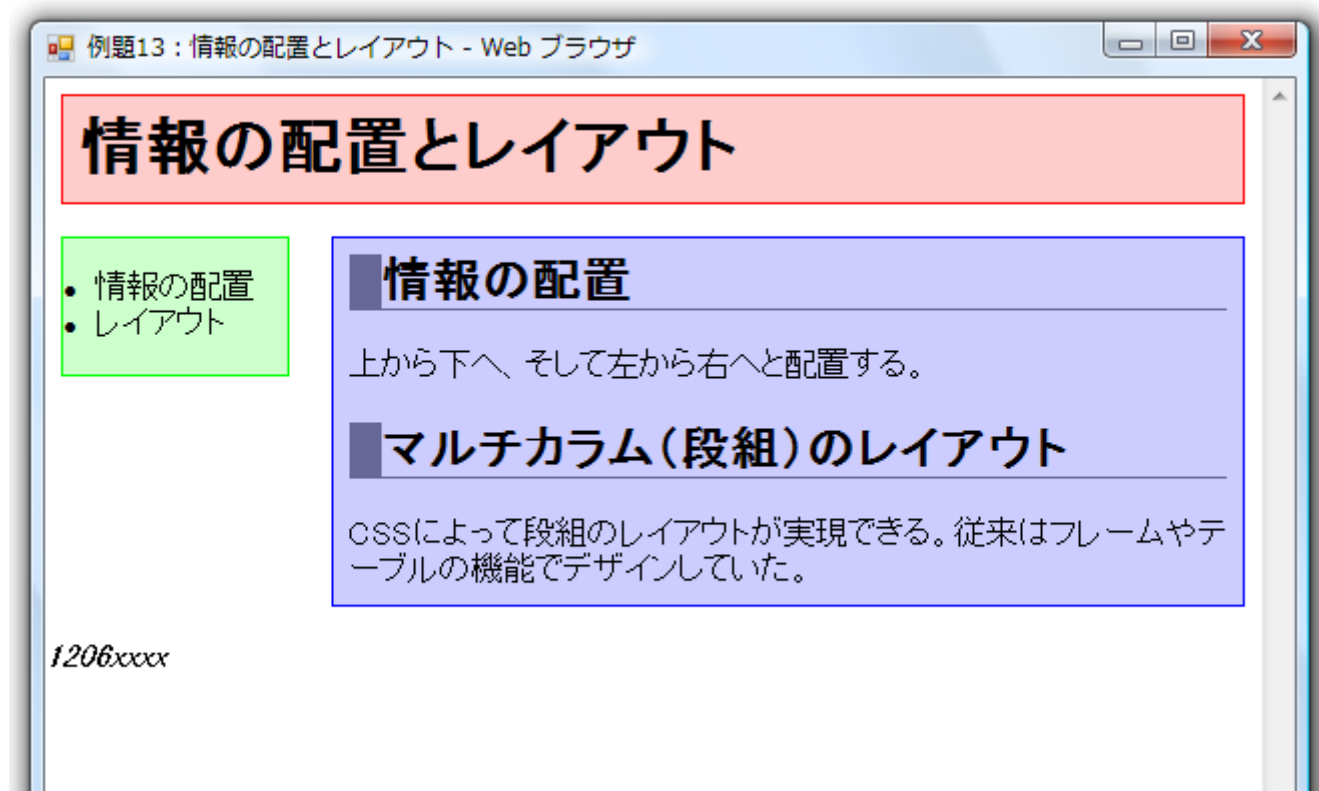 例題13：情報の配置とレイアウト - Web ブラウザ
情報の配置とレイアウト
• 情報の配置
• レイアウト
情報の配置
上から下へ、そして左から右へと配置する。
マルチカラム（段組）のレイアウト
CSSによって段組のレイアウトが実現できる。従来はフレームやテ
ーブルの機能でデザインしていた。
1206xxxx